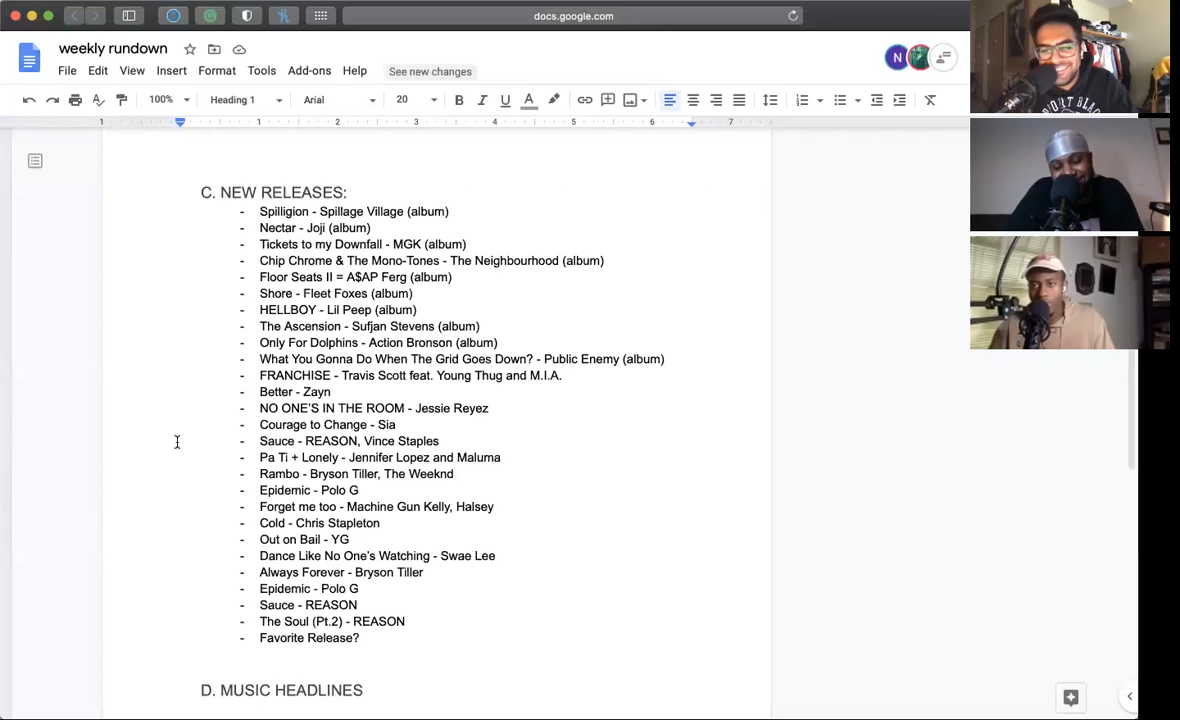 docs.google.com
weekly rundown
File Edit View Insert Format Tools Add-ons Help See new changes
N
100% Heading 1 Arial 20 B I U A
1 1 2 3 4 5 6 7
C. NEW RELEASES:
- Spilligion - Spillage Village (album)
- Nectar - Joji (album)
- Tickets to my Downfall - MGK (album)
- Chip Chrome & The Mono-Tones - The Neighbourhood (album)
- Floor Seats II = A$AP Ferg (album)
- Shore - Fleet Foxes (album)
- HELLBOY - Lil Peep (album)
- The Ascension - Sufjan Stevens (album)
- Only For Dolphins - Action Bronson (album)
- What You Gonna Do When The Grid Goes Down? - Public Enemy (album)
- FRANCHISE - Travis Scott feat. Young Thug and M.I.A.
- Better - Zayn
- NO ONE'S IN THE ROOM - Jessie Reyez
- Courage to Change - Sia
- Sauce - REASON, Vince Staples
- Pa Ti + Lonely - Jennifer Lopez and Maluma
- Rambo - Bryson Tiller, The Weeknd
- Epidemic - Polo G
- Forget me too - Machine Gun Kelly, Halsey
- Cold - Chris Stapleton
- Out on Bail - YG
- Dance Like No One's Watching - Swae Lee
- Always Forever - Bryson Tiller
- Epidemic - Polo G
- Sauce - REASON
- The Soul (Pt.2) - REASON
- Favorite Release?
D. MUSIC HEADLINES